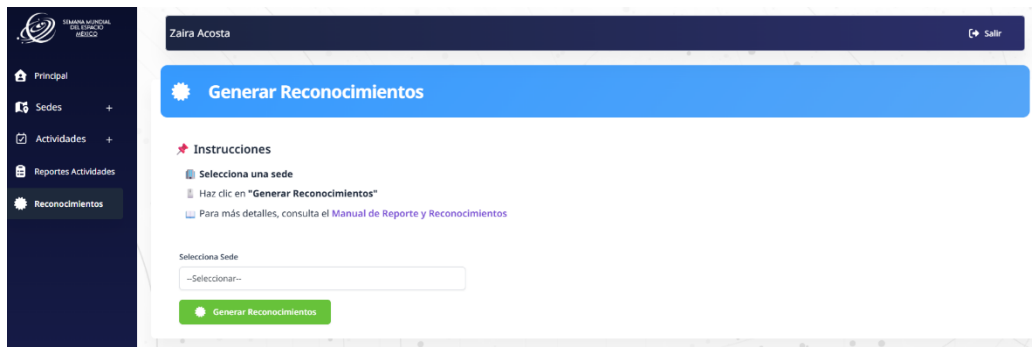 SEMANA MUNDIAL
DEL ESPACIO
MÉXICO
Principal
Sedes +
Actividades +
Reportes Actividades
Reconocimientos
Zaira Acosta
Salir
Generar Reconocimientos
Instrucciones
Selecciona una sede
Haz clic en "Generar Reconocimientos"
Para más detalles, consulta el Manual de Reporte y Reconocimientos
Selecciona Sede
--Seleccionar--
Generar Reconocimientos